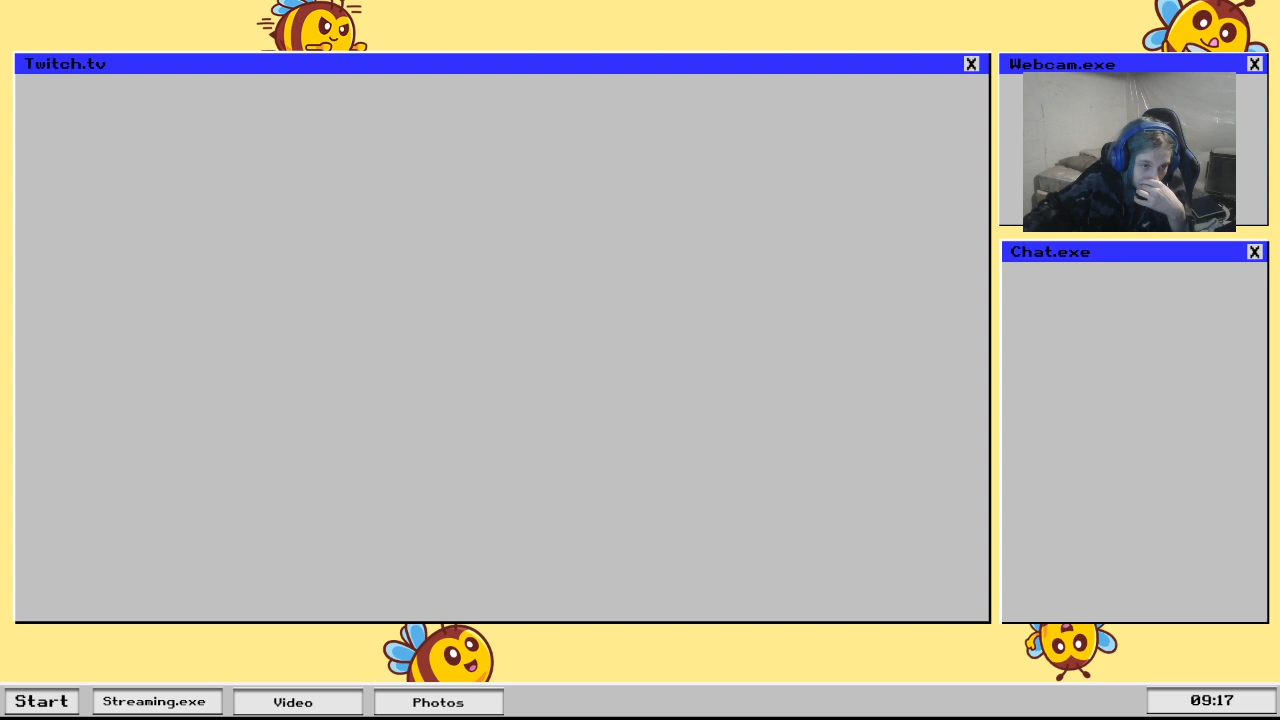 Twitch.tv X
Webcam.exe X
Chat.exe X
Start
Streaming.exe
Video
Photos
09:17